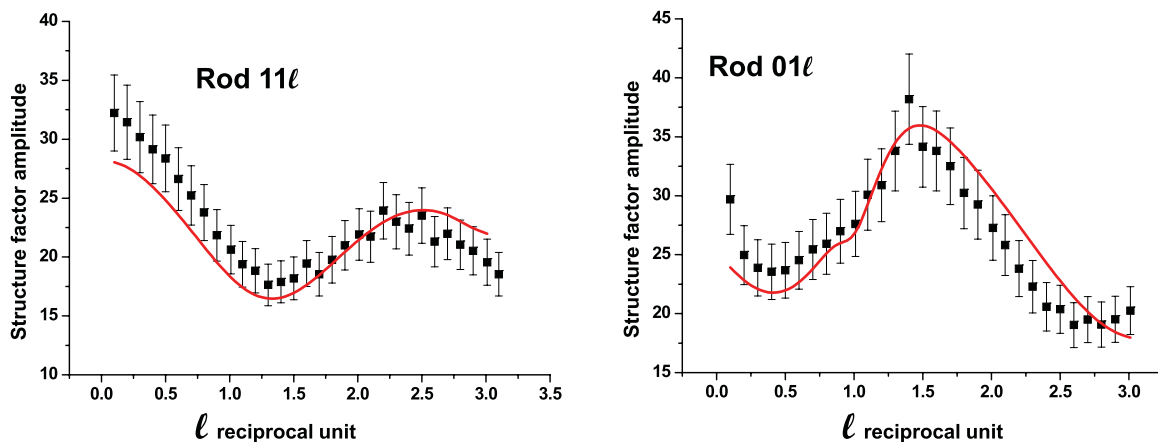 40
35
30
25
20
15
10
Structure factor amplitude
Rod 11ℓ
0.0 0.5 1.0 1.5 2.0 2.5 3.0 3.5
ℓ reciprocal unit
45
40
35
30
25
20
15
Structure factor amplitude
Rod 01ℓ
0.0 0.5 1.0 1.5 2.0 2.5 3.0
ℓ reciprocal unit